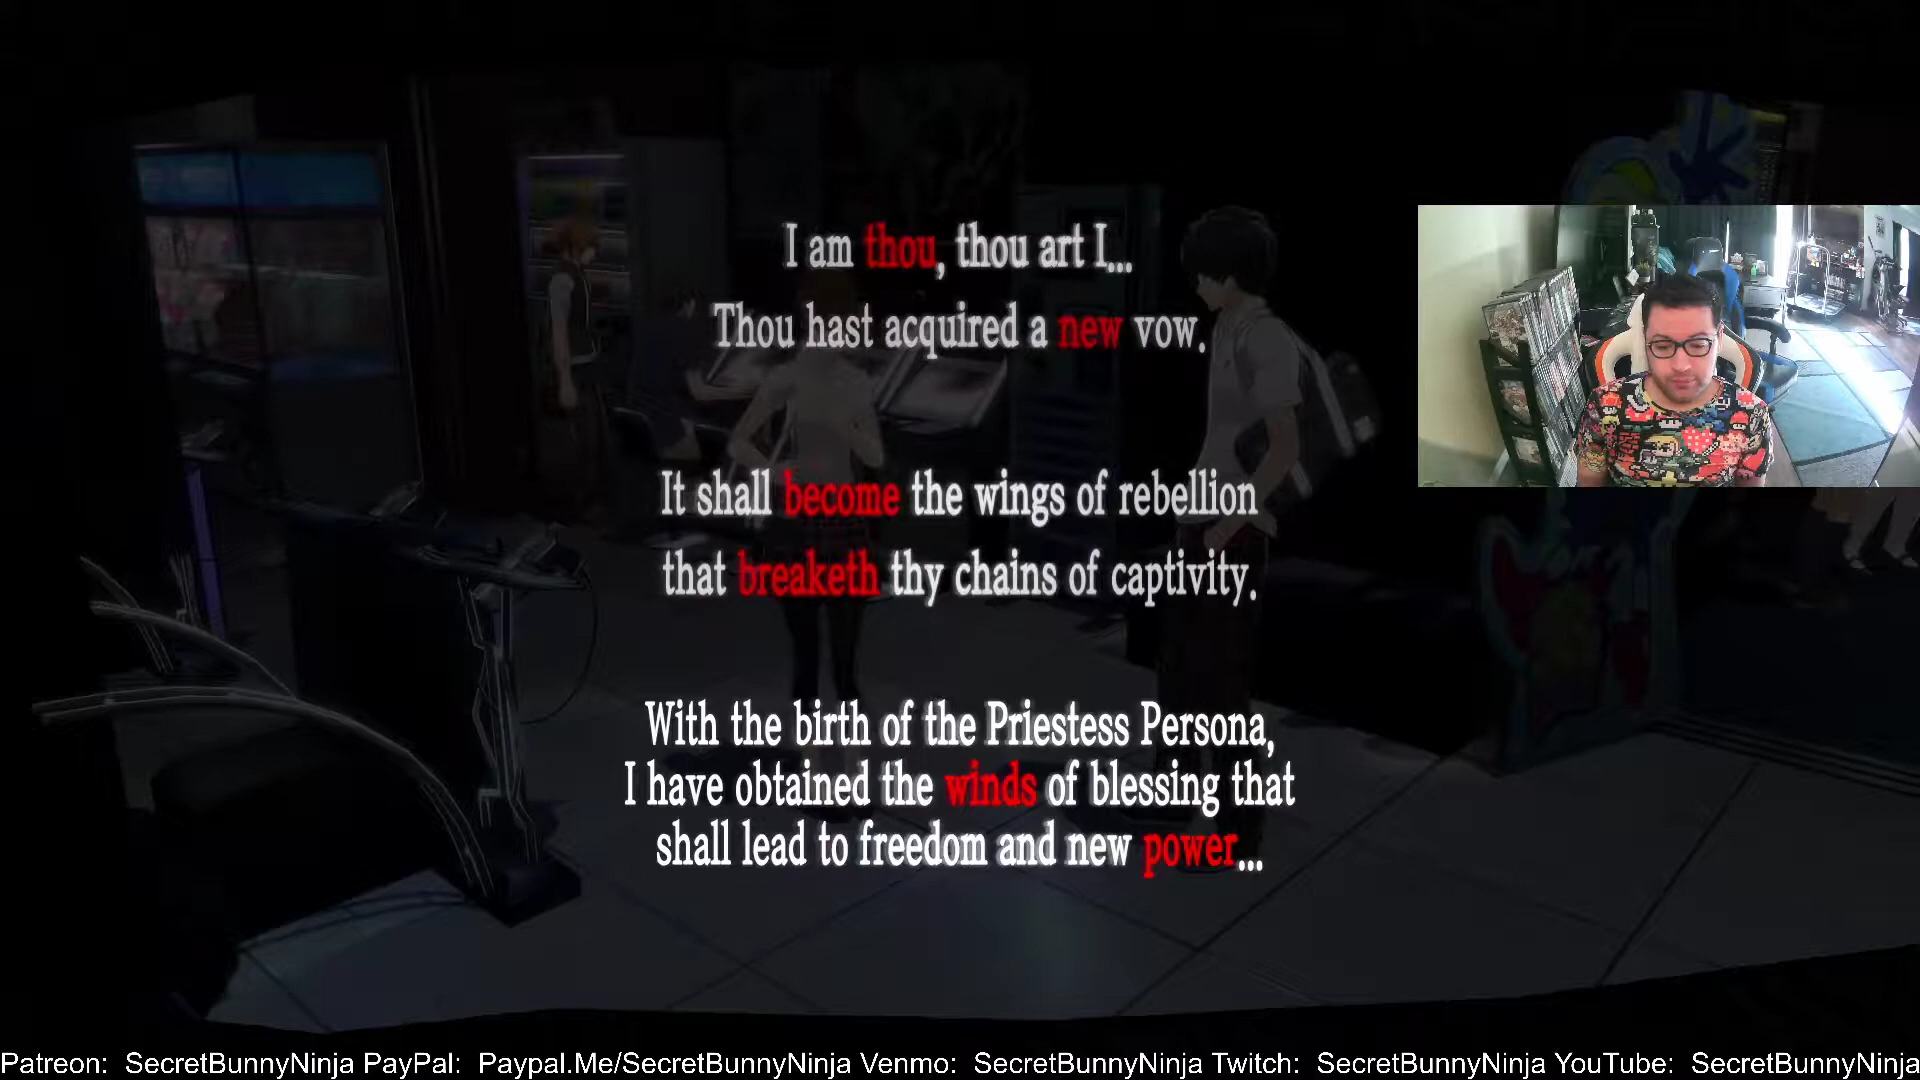 I am thou, thou art I...
Thou hast acquired a new vow.
It shall become the wings of rebellion
that breaketh thy chains of captivity.
With the birth of the Priestess Persona,
I have obtained the winds of blessing that
shall lead to freedom and new power...
Patreon: SecretBunnyNinja PayPal: Paypal.Me/SecretBunnyNinja Venmo: SecretBunnyNinja Twitch: SecretBunnyNinja YouTube: SecretBunnyNinja